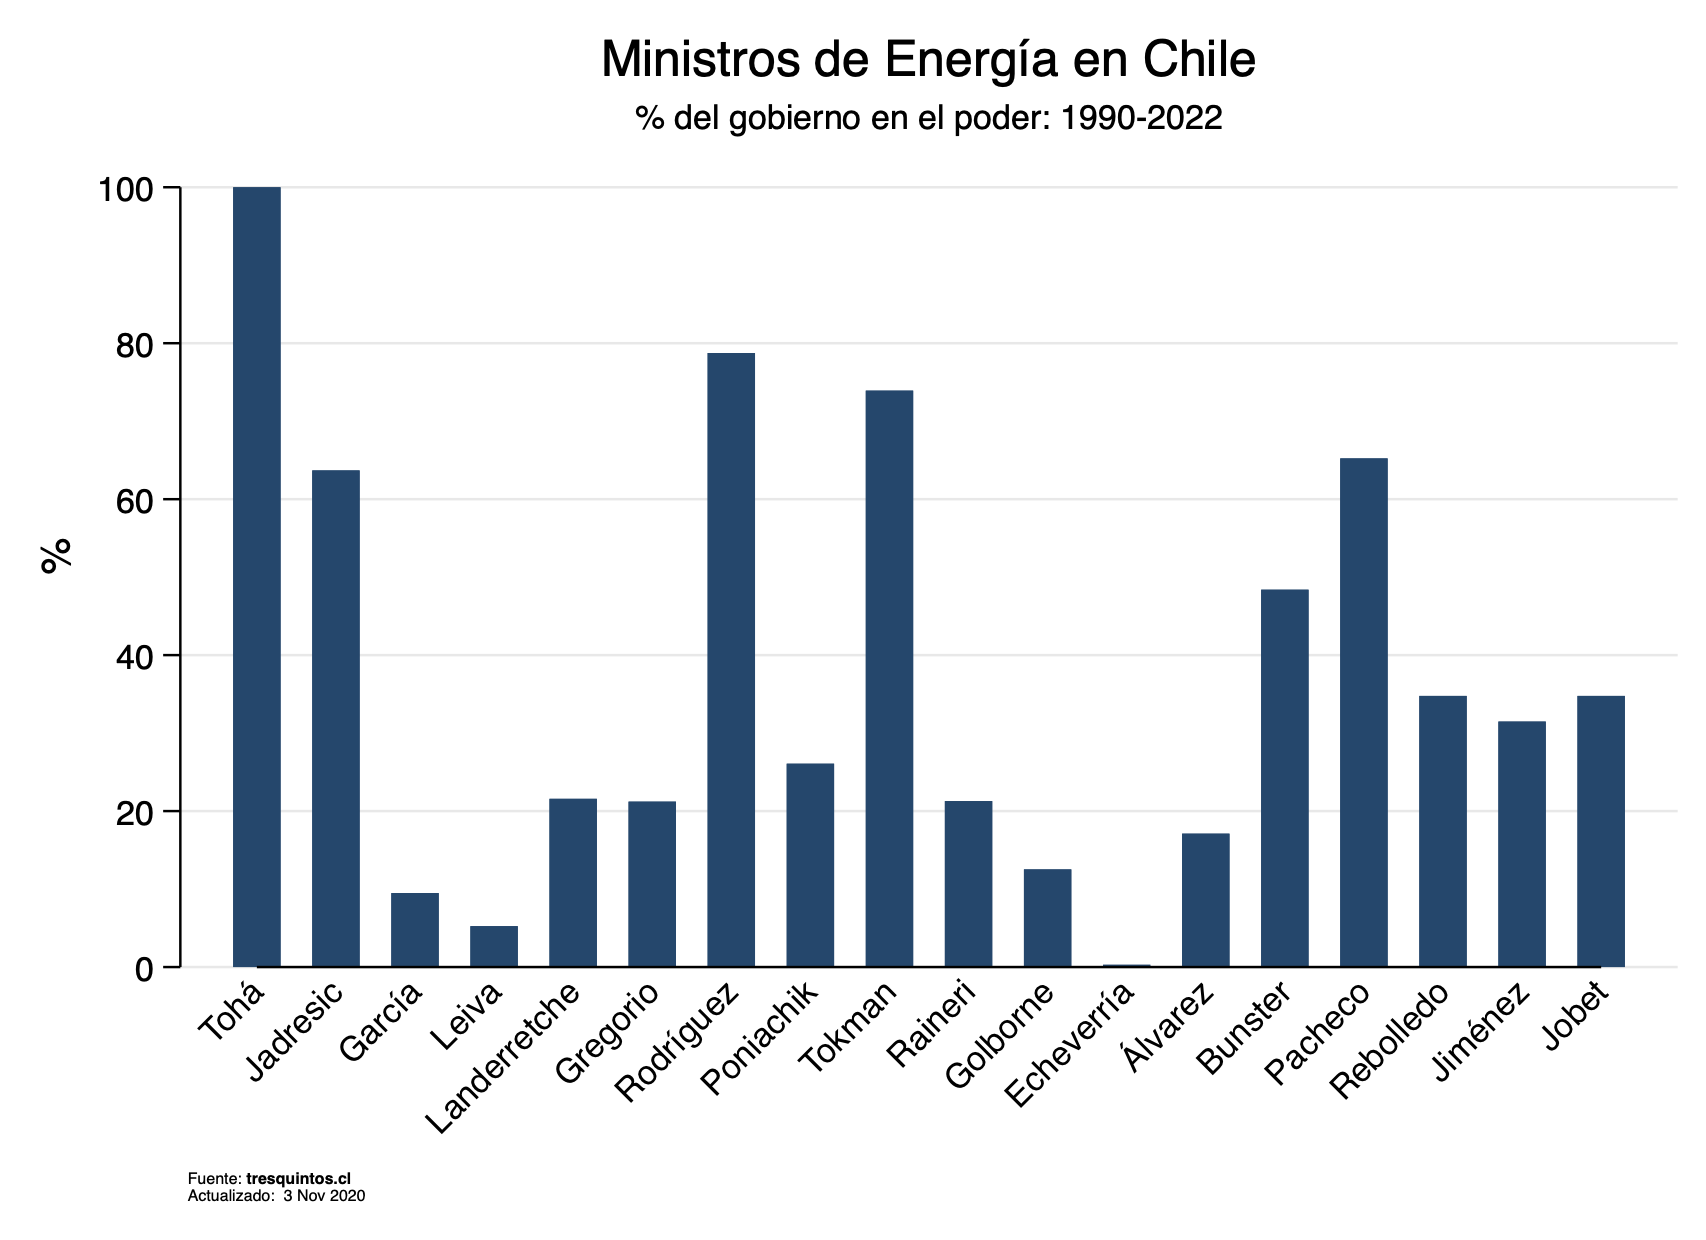 Ministros de Energía en Chile
% del gobierno en el poder: 1990-2022
100
80
60
40
20
0
%
Tohá
Jadresic
García
Leiva
Landerretche
Gregorio
Rodríguez
Poniachik
Tokman
Raineri
Golborne
Echeverría
Álvarez
Bunster
Pacheco
Rebolledo
Jiménez
Jobet
Fuente: tresquintos.cl
Actualizado: 3 Nov 2020